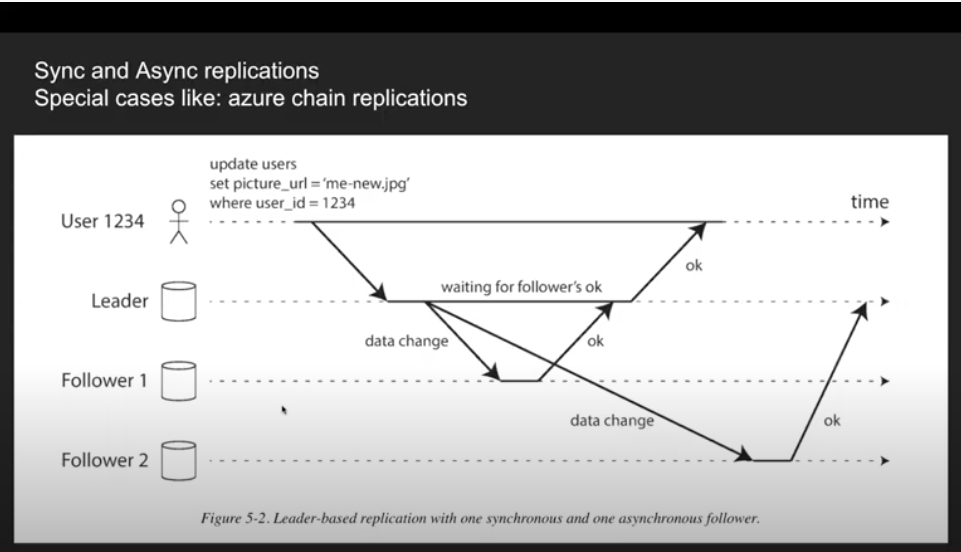 Sync and Async replications
Special cases like: azure chain replications
update users
set picture_url = 'me-new.jpg'
where user_id = 1234
time
User 1234
ok
waiting for follower's ok
Leader
data change
ok
Follower 1
data change
ok
Follower 2
Figure 5-2. Leader-based replication with one synchronous and one asynchronous follower.